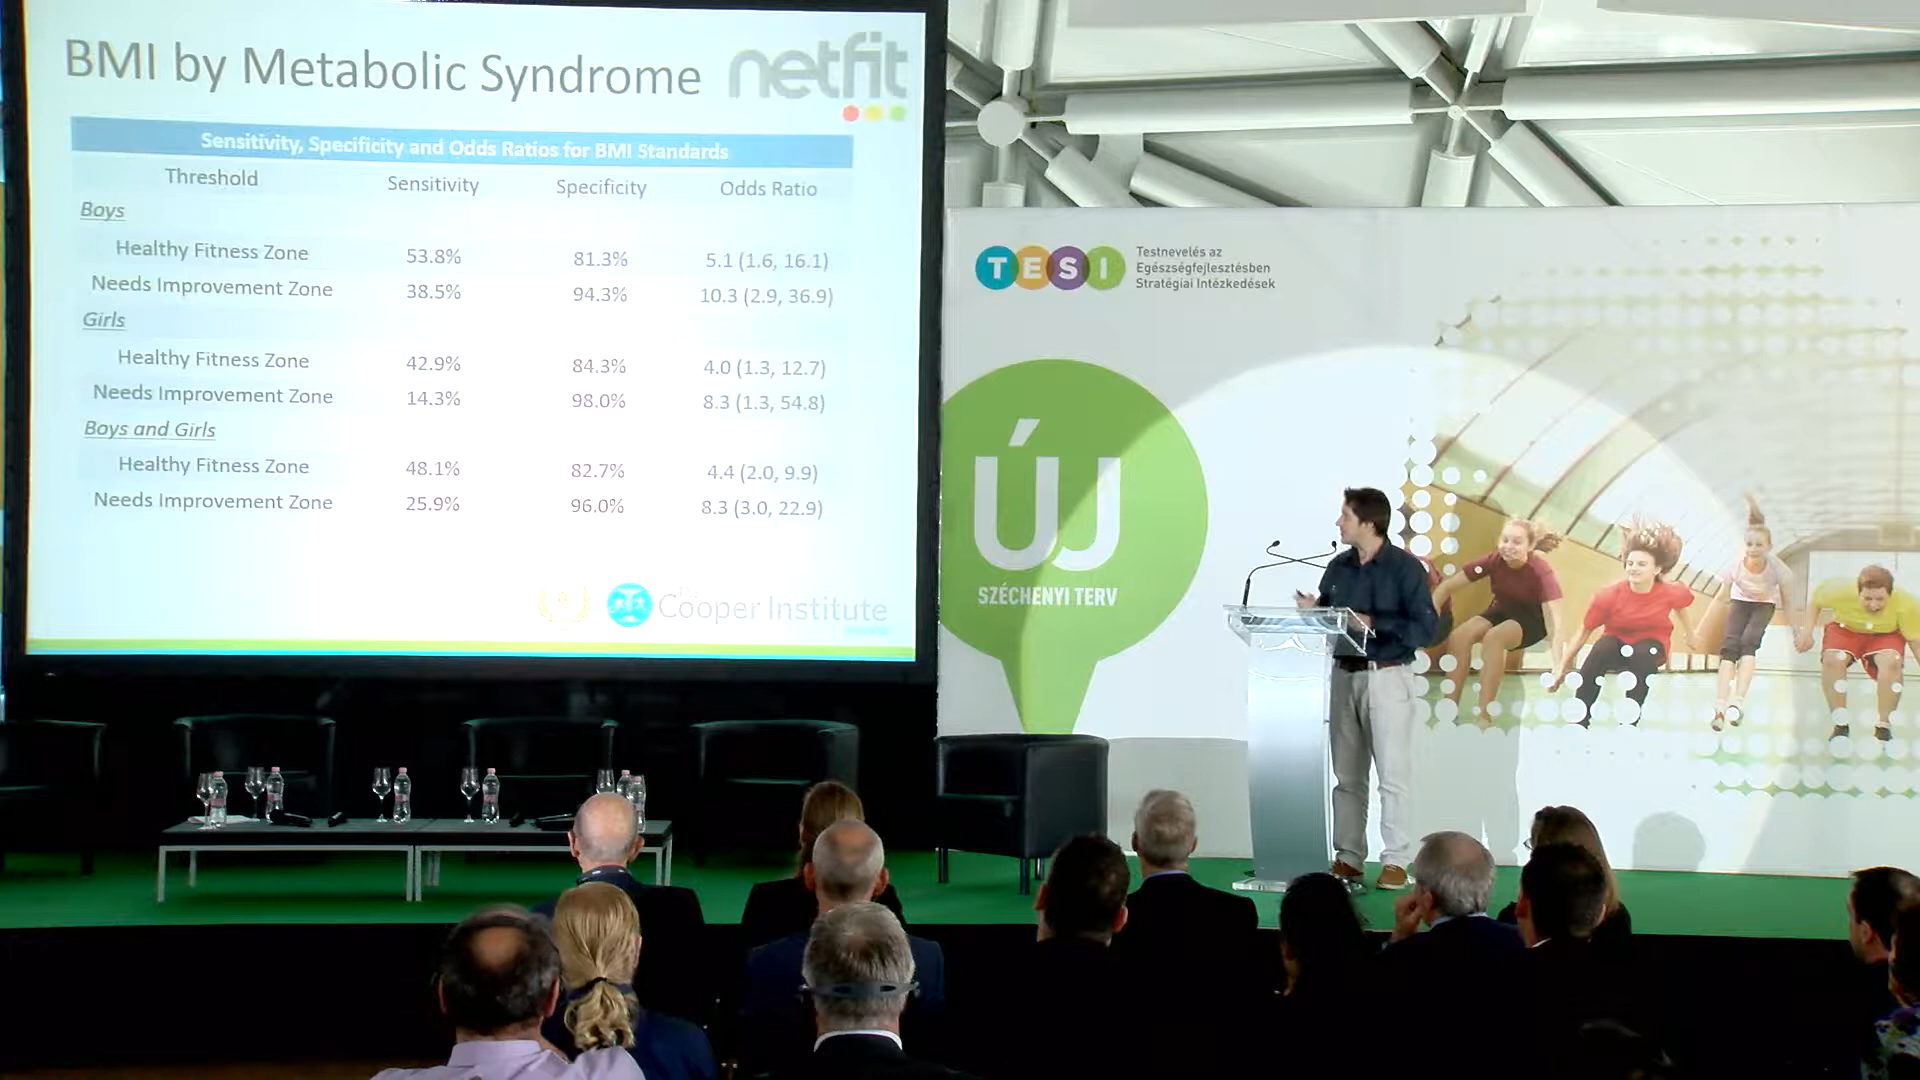 BMI by Metabolic Syndrome
netfit
Sensitivity, Specificity and Odds Ratios for BMI Standards
Threshold Sensitivity Specificity Odds Ratio
Boys
Healthy Fitness Zone 53.8% 81.3% 5.1 (1.6, 16.1)
Needs Improvement Zone 38.5% 94.3% 10.3 (2.9, 36.9)
Girls
Healthy Fitness Zone 42.9% 84.3% 4.0 (1.3, 12.7)
Needs Improvement Zone 14.3% 98.0% 8.3 (1.3, 54.8)
Boys and Girls
Healthy Fitness Zone 48.1% 82.7% 4.4 (2.0, 9.9)
Needs Improvement Zone 25.9% 96.0% 8.3 (3.0, 22.9)
Cooper Institute
TESI
Testnevelés az
Egészségfejlesztésben
Stratégiai Intézkedések
ÚJ
SZÉCHENYI TERV